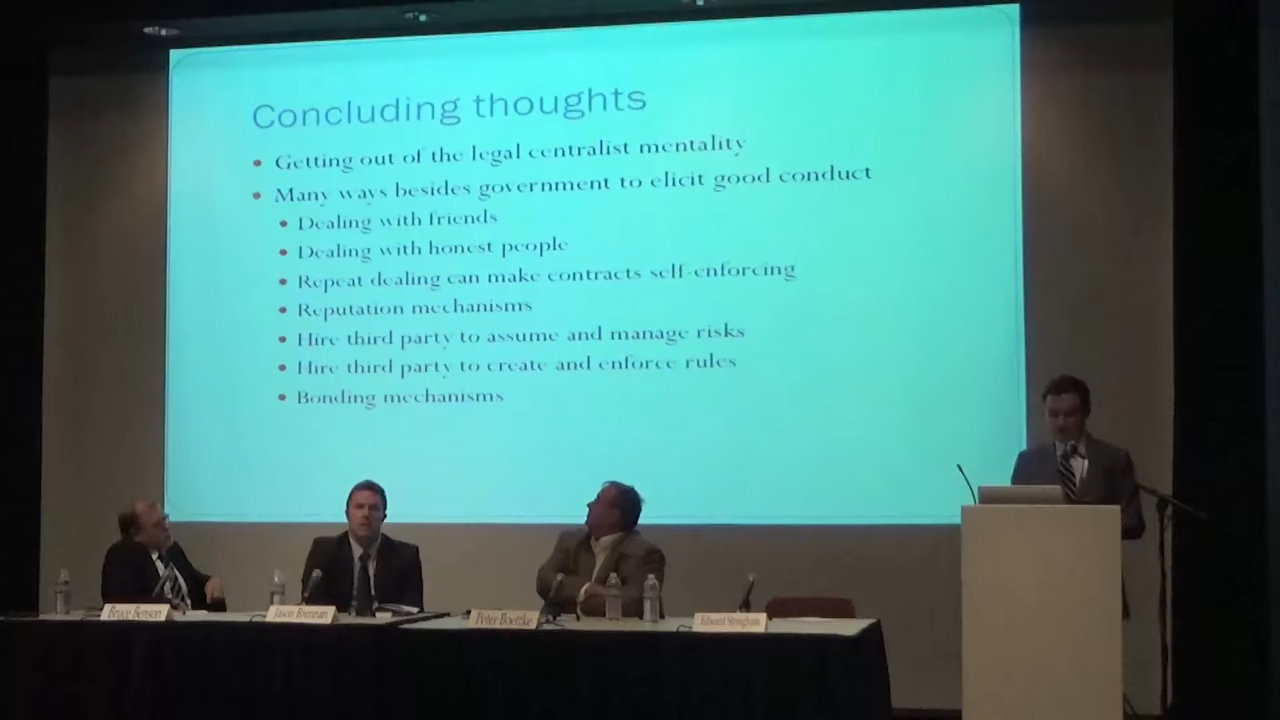 Concluding thoughts
Getting out of the legal centralist mentality
Many ways besides government to elicit good conduct
Dealing with friends
Dealing with honest people
Repeat dealing can make contracts self-enforcing
Reputation mechanisms
Hire third party to assume and manage risks
Hire third party to create and enforce rules
Bonding mechanisms
Bruce Benson
Jason Brennan
Peter Boettke
Edward Stringham